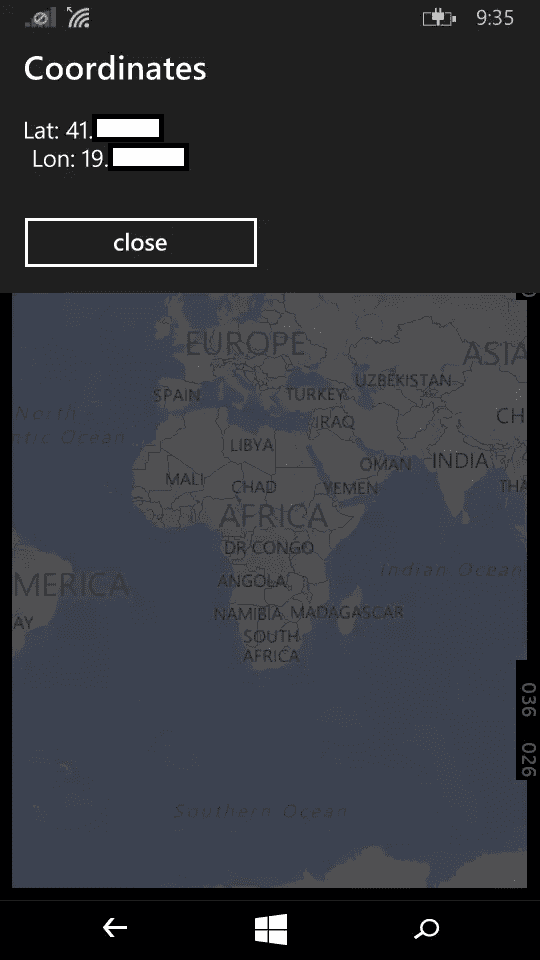 9:35
Coordinates
Lat: 41.
Lon: 19.
close
EUROPE
ASIA
UZBEKISTAN
SPAIN
TURKEY
North
ntic Ocean
IRAQ
CH
LIBYA
OMAN
INDIA
MALI
CHAD
YEMEN
THA
AFRICA
DR CONGO
Indian Ocean
MERICA
ANGOLA
NAMIBIA
MADAGASCAR
AY
SOUTH
AFRICA
036
026
Southern Ocean